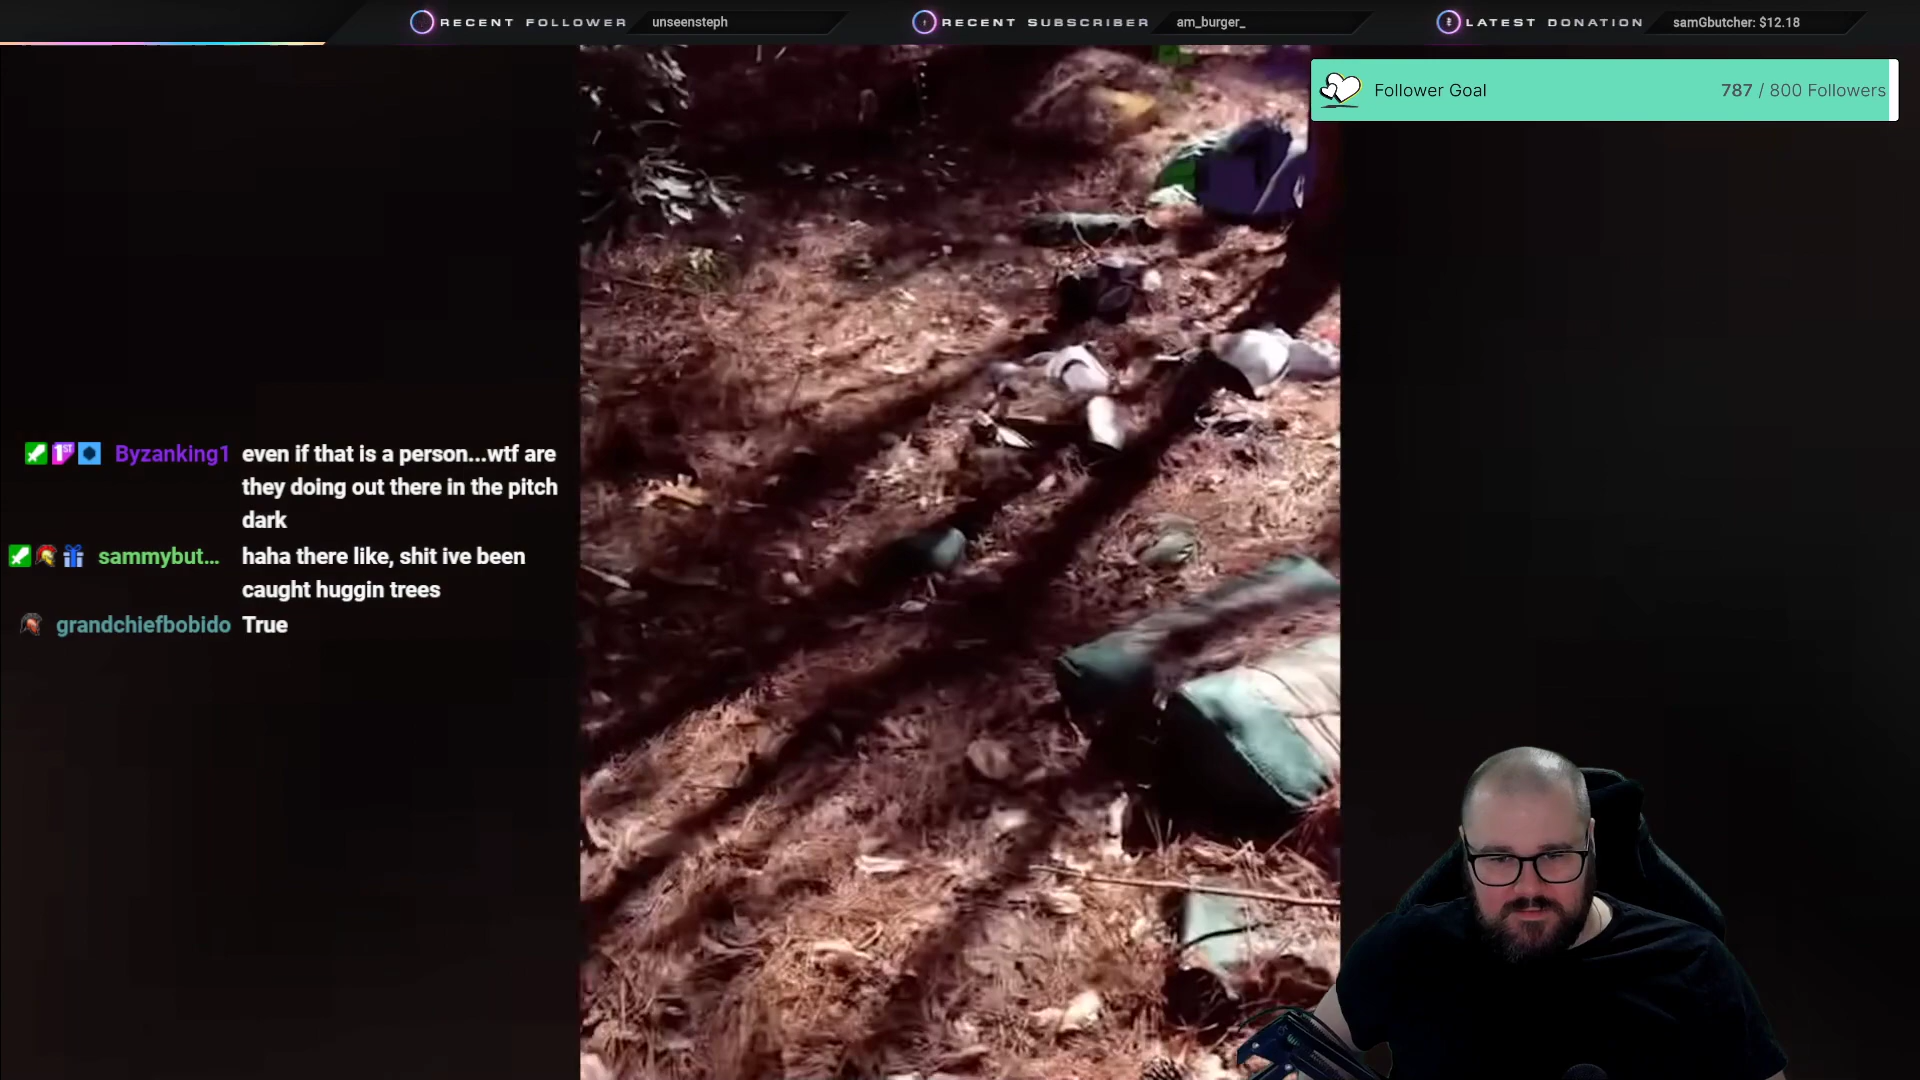 RECENT FOLLOWER unseensteph RECENT SUBSCRIBER am_burger_ LATEST DONATION samGbutcher: $12.18
Follower Goal 787 / 800 Followers
Byzanking1 even if that is a person...wtf are
they doing out there in the pitch
dark
sammybut... haha there like, shit ive been
caught huggin trees
grandchiefbobido True